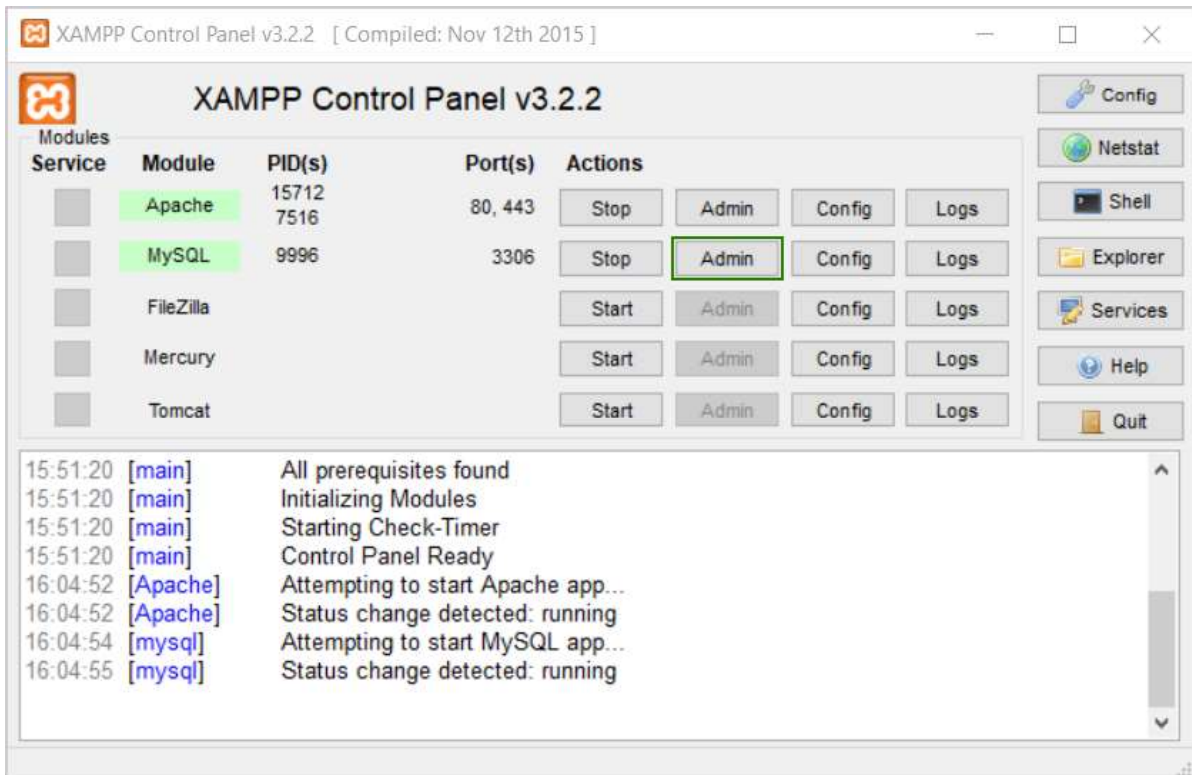 XAMPP Control Panel v3.2.2 [ Compiled: Nov 12th 2015 ]
XAMPP Control Panel v3.2.2
Modules
Service Module PID(s) Port(s) Actions
Apache 15712 7516 80, 443 Stop Admin Config Logs
MySQL 9996 3306 Stop Admin Config Logs
FileZilla Start Admin Config Logs
Mercury Start Admin Config Logs
Tomcat Start Admin Config Logs
Config
Netstat
Shell
Explorer
Services
Help
Quit
15:51:20 [main] All prerequisites found
15:51:20 [main] Initializing Modules
15:51:20 [main] Starting Check-Timer
15:51:20 [main] Control Panel Ready
16:04:52 [Apache] Attempting to start Apache app...
16:04:52 [Apache] Status change detected: running
16:04:54 [mysql] Attempting to start MySQL app...
16:04:55 [mysql] Status change detected: running